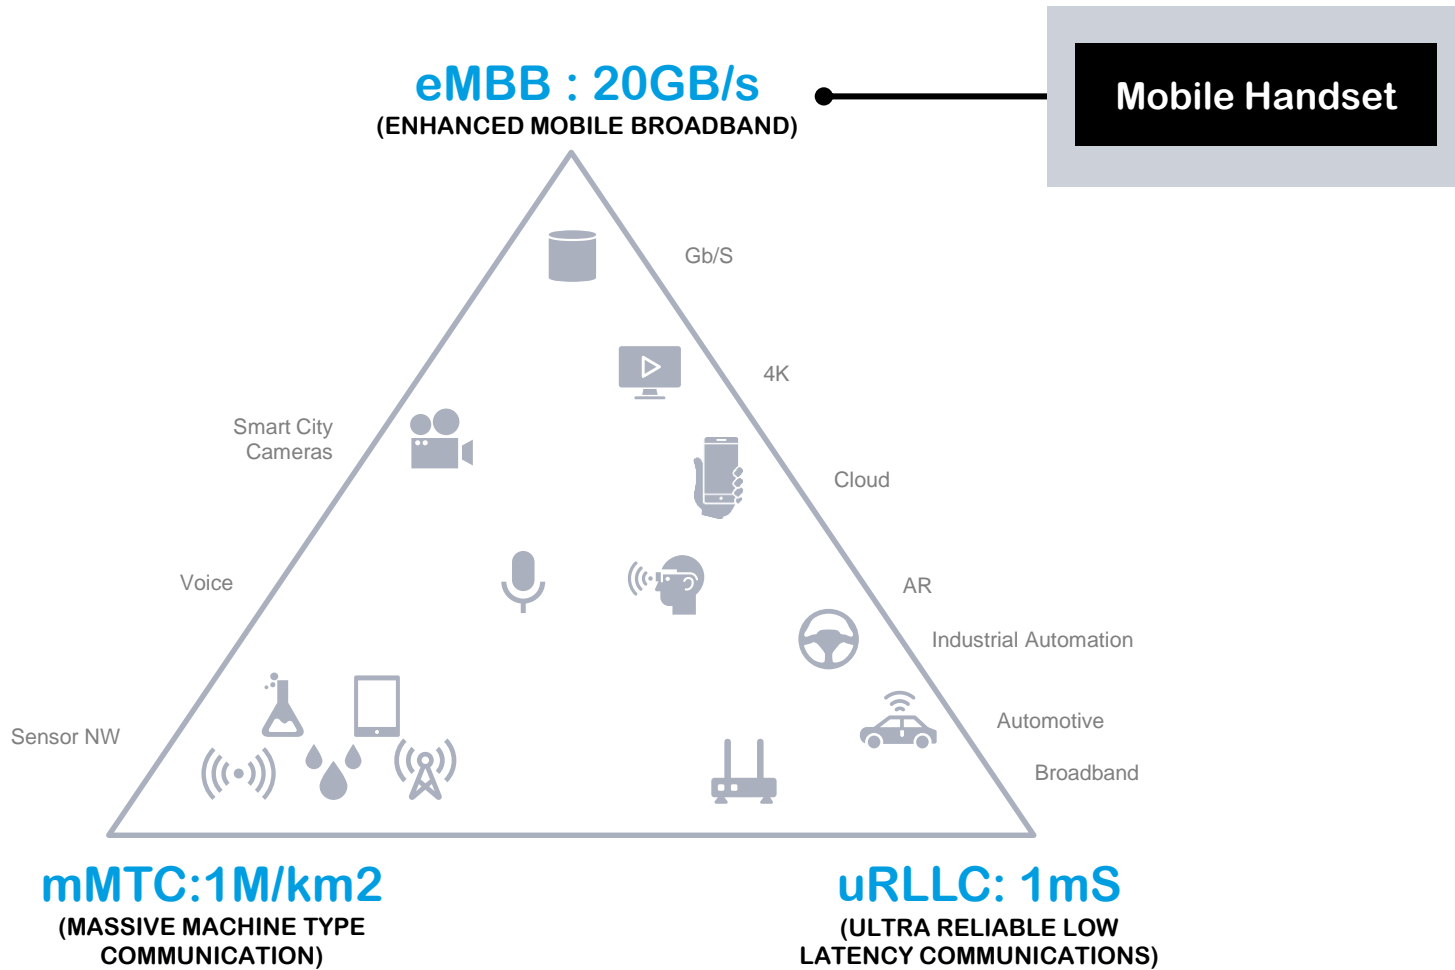 eMBB : 20GB/s
(ENHANCED MOBILE BROADBAND)
Mobile Handset
Gb/S
4K
Smart City
Cameras
Cloud
Voice
AR
Industrial Automation
Sensor NW
Automotive
Broadband
mMTC:1M/km2
(MASSIVE MACHINE TYPE
COMMUNICATION)
uRLLC: 1mS
(ULTRA RELIABLE LOW
LATENCY COMMUNICATIONS)